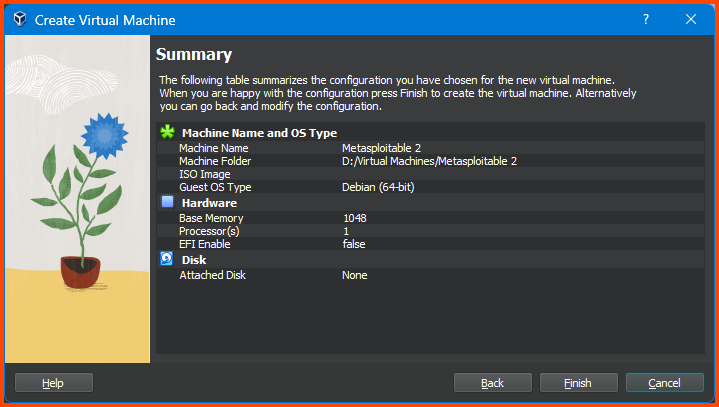 Create Virtual Machine
?
Summary
The following table summarizes the configuration you have chosen for the new virtual machine.
When you are happy with the configuration press Finish to create the virtual machine. Alternatively
you can go back and modify the configuration.
Machine Name and OS Type
Machine Name Metasploitable 2
Machine Folder D:/Virtual Machines/Metasploitable 2
ISO Image
Guest OS Type Debian (64-bit)
Hardware
Base Memory 1048
Processor(s) 1
EFI Enable false
Disk
Attached Disk None
Help Back Finish Cancel